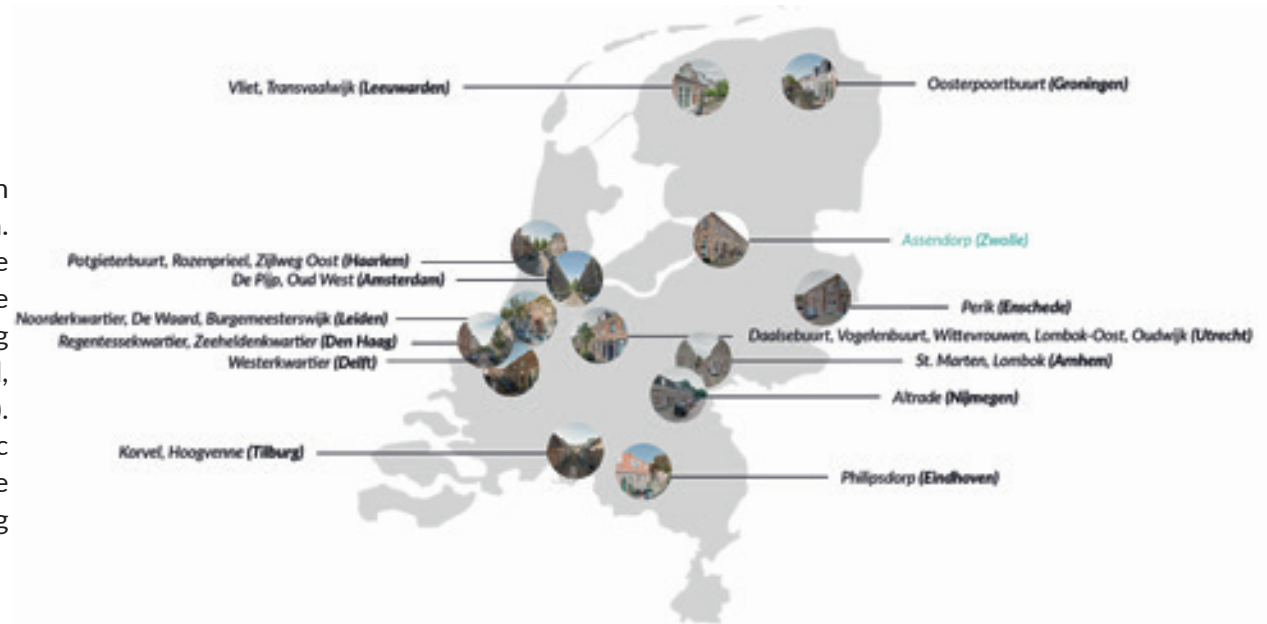 Vliet, Transvaalwijk (Leeuwarden)
Oosterpoortbuurt (Groningen)
n
.
e
e
g
l,
).
c
e
g
Assendorp (Zwolle)
Potgieterbuurt, Rozenprieel, Zijlweg Oost (Haarlem)
De Pijp, Oud West (Amsterdam)
Perik (Enschede)
Noorderkwartier, De Waard, Burgemeesterswijk (Leiden)
Daalsebuurt, Vogelenbuurt, Wittevrouwen, Lombok-Oost, Oudwijk (Utrecht)
Regentessekwartier, Zeeheldenkwartier (Den Haag)
Westerkwartier (Delft)
St. Marten, Lombok (Arnhem)
Altrade (Nijmegen)
Korvel, Hoogvenne (Tilburg)
Philipsdorp (Eindhoven)